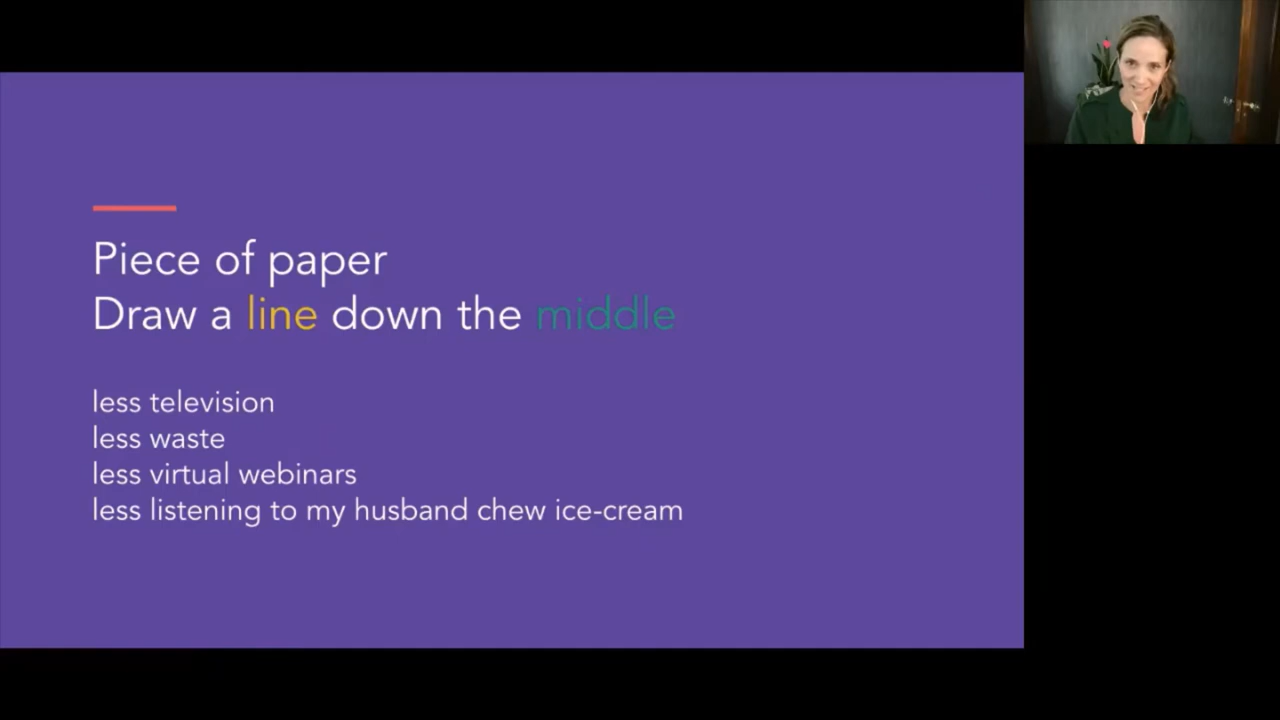 Piece of paper
Draw a line down the middle
less television
less waste
less virtual webinars
less listening to my husband chew ice-cream